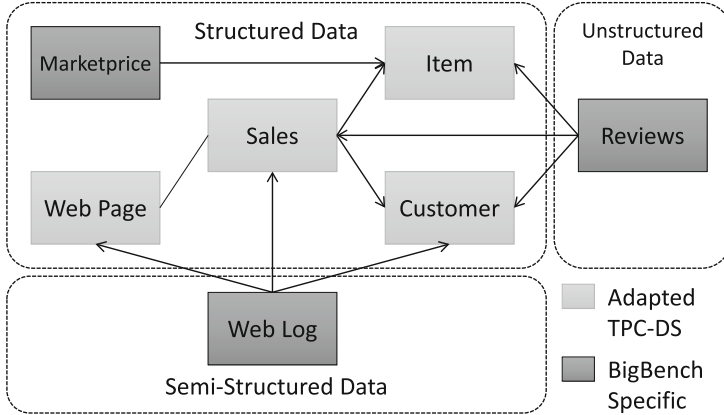 Structured Data
Unstructured
Data
Marketprice
Item
Sales
Reviews
Web Page
Customer
Web Log
Semi-Structured Data
Adapted
TPC-DS
BigBench
Specific